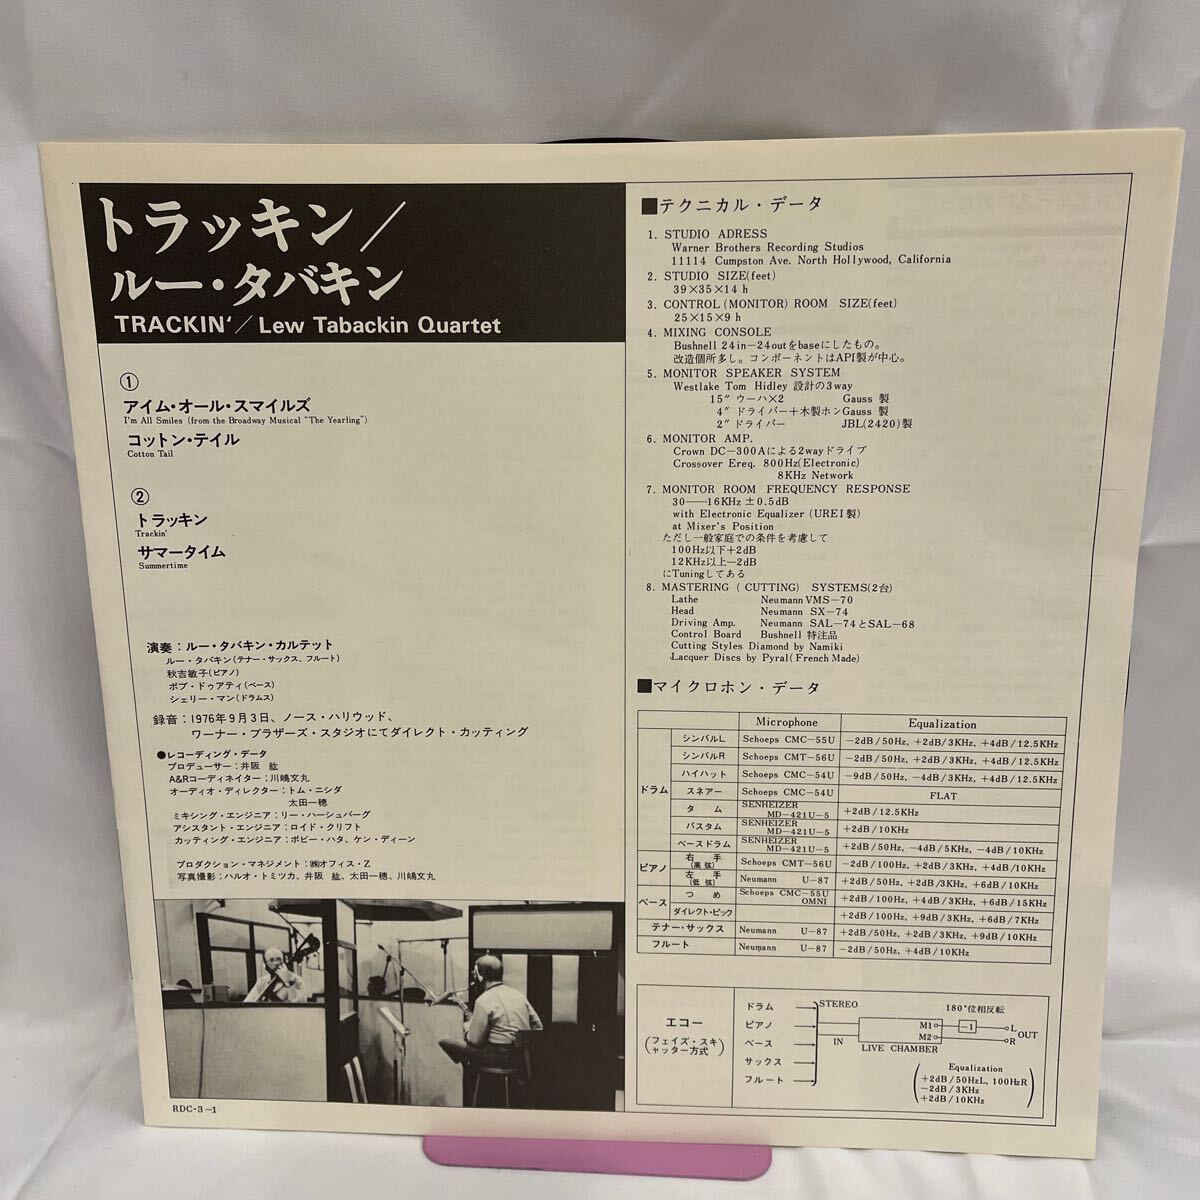 トラッキン/
ルー・タバキン
TRACKIN'/Lew Tabackin Quartet
①
アイム・オール・スマイルズ
I'm All Smiles (from the Broadway Musical "The Yearling")
コットン・テイル
Cotton Tail
②
トラッキン
Trackin'
サマータイム
Summertime
演奏：ルー・タバキン・カルテット
ルー・タバキン(テナー・サックス、フルート)
秋吉敏子(ピアノ)
ボブ・ドゥアティ(ベース)
シェリー・マン(ドラムス)
録音：1976年9月3日、ノース・ハリウッド、
ワーナー・ブラザーズ・スタジオにてダイレクト・カッティング
●レコーディング・データ
プロデューサー：井阪 紘
A&Rコーディネイター：川嶋文丸
オーディオ・ディレクター：トム・ニシダ
太田一穂
ミキシング・エンジニア：リー・ハーシュバーグ
アシスタント・エンジニア：ロイド・クリフト
カッティング・エンジニア：ボビー・ハタ、ケン・ディーン
プロダクション・マネジメント：㈱オフィス・Z
写真撮影：ハルオ・トミツカ、井阪 紘、太田一穂、川嶋文丸
RDC-3-1
■テクニカル・データ
1. STUDIO ADRESS
Warner Brothers Recording Studios
11114 Cumpston Ave. North Hollywood, California
2. STUDIO SIZE(feet)
39×35×14 h
3. CONTROL (MONITOR) ROOM SIZE(feet)
25×15×9 h
4. MIXING CONSOLE
Bushnell 24in-24outをbaseにしたもの。
改造個所多し。コンポーネントはAPI製が中心。
5. MONITOR SPEAKER SYSTEM
Westlake Tom Hidley 設計の3way
15″ ウーハ×2 Gauss 製
4″ ドライバー＋木製ホンGauss 製
2″ ドライバー JBL(2420)製
6. MONITOR AMP.
Crown DC-300Aによる2wayドライブ
Crossover Ereq. 800Hz(Electronic)
8KHz Network
7. MONITOR ROOM FREQUENCY RESPONSE
30──16KHz ±0.5dB
with Electronic Equalizer (UREI製)
at Mixer's Position
ただし一般家庭での条件を考慮して
100Hz以下+2dB
12KHz以上-2dB
にTuningしてある
8. MASTERING ( CUTTING) SYSTEMS(2台)
Lathe Neumann VMS-70
Head Neumann SX-74
Driving Amp. Neumann SAL-74とSAL-68
Control Board Bushnell 特注品
Cutting Styles Diamond by Namiki
Lacquer Discs by Pyral(French Made)
■マイクロホン・データ
Microphone Equalization
ドラム シンバルL Schoeps CMC-55U -2dB/50Hz, +2dB/3KHz, +4dB/12.5KHz
シンバルR Schoeps CMT-56U -2dB/50Hz, +2dB/3KHz, +4dB/12.5KHz
ハイハット Schoeps CMC-54U -9dB/50Hz, -4dB/3KHz, +4dB/12.5KHz
スネアー Schoeps CMC-54U FLAT
タム SENHEIZER MD-421U-5 +2dB/12.5KHz
バスタム SENHEIZER MD-421U-5 +2dB/10KHz
ベースドラム SENHEIZER MD-421U-5 +2dB/50Hz, -4dB/5KHz, -4dB/10KHz
ピアノ 右手(高弦) Schoeps CMT-56U -2dB/100Hz, +2dB/3KHz, +4dB/10KHz
左手(低弦) Neumann U-87 +2dB/50Hz, +2dB/3KHz, +6dB/10KHz
ベース つめ Schoeps CMC-55U OMNI +2dB/100Hz, +4dB/3KHz, +6dB/15KHz
ダイレクト・ピック +2dB/100Hz, +9dB/3KHz, +6dB/7KHz
テナー・サックス Neumann U-87 +2dB/50Hz, +2dB/3KHz, +9dB/10KHz
フルート Neumann U-87 -2dB/50Hz, +4dB/10KHz
エコー
(フェイズ・スキャッター方式)
ドラム
ピアノ
ベース
サックス
フルート
STEREO
IN
LIVE CHAMBER
M1
M2
180°位相反転
-1
L
R
OUT
Equalization
+2dB/50HzL, 100HzR
-2dB/3KHz
+2dB/10KHz